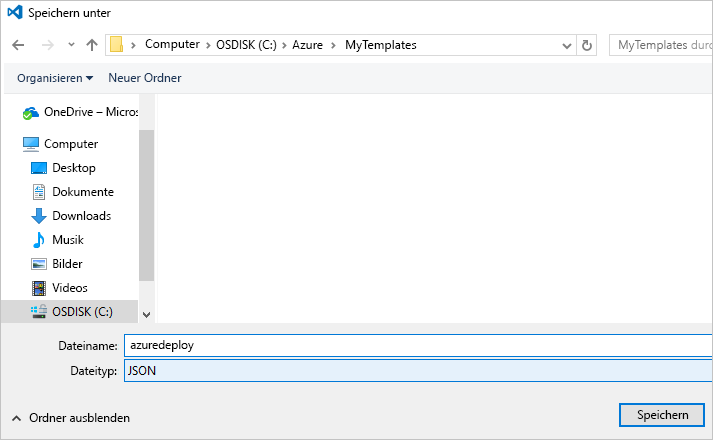 Speichern unter
Computer > OSDISK (C:) > Azure > MyTemplates
MyTemplates durc
Organisieren
Neuer Ordner
OneDrive – Micros
Computer
Desktop
Dokumente
Downloads
Musik
Bilder
Videos
OSDISK (C:)
Dateiname: azuredeploy
Dateityp: JSON
Ordner ausblenden
Speichern